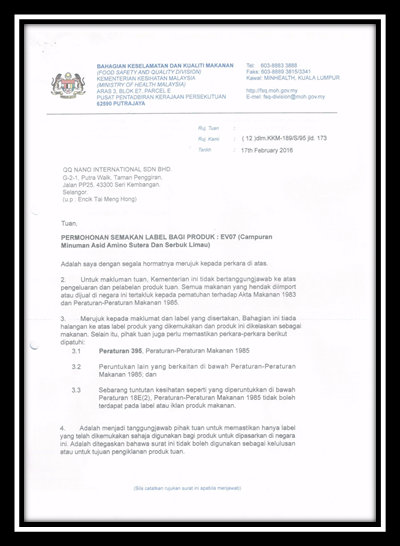 BAHAGIAN KESELAMATAN DAN KUALITI MAKANAN
(FOOD SAFETY AND QUALITY DIVISION)
KEMENTERIAN KESIHATAN MALAYSIA
(MINISTRY OF HEALTH MALAYSIA)
ARAS 3, BLOK E7, PARCEL E
PUSAT PENTADBIRAN KERAJAAN PERSEKUTUAN
62590 PUTRAJAYA
Tel: 603-8883 3888
Faks: 603-8889 3815/3341
Kawat: MINHEALTH, KUALA LUMPUR
http://fsq.moh.gov.my
E-mel: fsq-division@moh.gov.my
Ruj. Tuan :
Ruj. Kami : ( 12 )dlm.KKM-189/S/95 jld. 173
Tarikh : 17th February 2016
QQ NANO INTERNATIONAL SDN BHD
G-2-1, Putra Walk, Taman Penggiran,
Jalan PP25, 43300 Seri Kembangan.
Selangor.
(u.p : Encik Tai Meng Hong)
Tuan,
PERMOHONAN SEMAKAN LABEL BAGI PRODUK : EV07 (Campuran
Minuman Asid Amino Sutera Dan Serbuk Limau)
Adalah saya dengan segala hormatnya merujuk kepada perkara di atas.
2. Untuk makluman tuan, Kementerian ini tidak bertanggungjawab ke atas
pengeluaran dan pelabelan produk tuan. Semua makanan yang hendak diimport
atau dijual di negara ini tertakluk kepada pematuhan terhadap Akta Makanan 1983
dan Peraturan-Peraturan Makanan 1985.
3. Merujuk kepada maklumat dan label yang disertakan, Bahagian ini tiada
halangan ke atas label produk yang dikemukakan dan produk ini dikelaskan sebagai
makanan. Selain itu, pihak tuan juga perlu memastikan perkara-perkara berikut
dipatuhi:
3.1 Peraturan 395, Peraturan-Peraturan Makanan 1985
3.2 Peruntukan lain yang berkaitan di bawah Peraturan-Peraturan
Makanan 1985; dan
3.3 Sebarang tuntutan kesihatan seperti yang diperuntukkan di bawah
Peraturan 18E(2), Peraturan-Peraturan Makanan 1985 tidak boleh
terdapat pada label atau iklan produk makanan.
4. Adalah menjadi tanggungjawab pihak tuan untuk memastikan hanya label
yang telah dikemukakan sahaja digunakan bagi produk untuk dipasarkan di negara
ini. Adalah ditegaskan bahawa surat ini tidak boleh digunakan sebagai kelulusan
atau untuk tujuan pengiklanan produk tuan.
(Sila catatkan rujukan surat ini apabila menjawab)